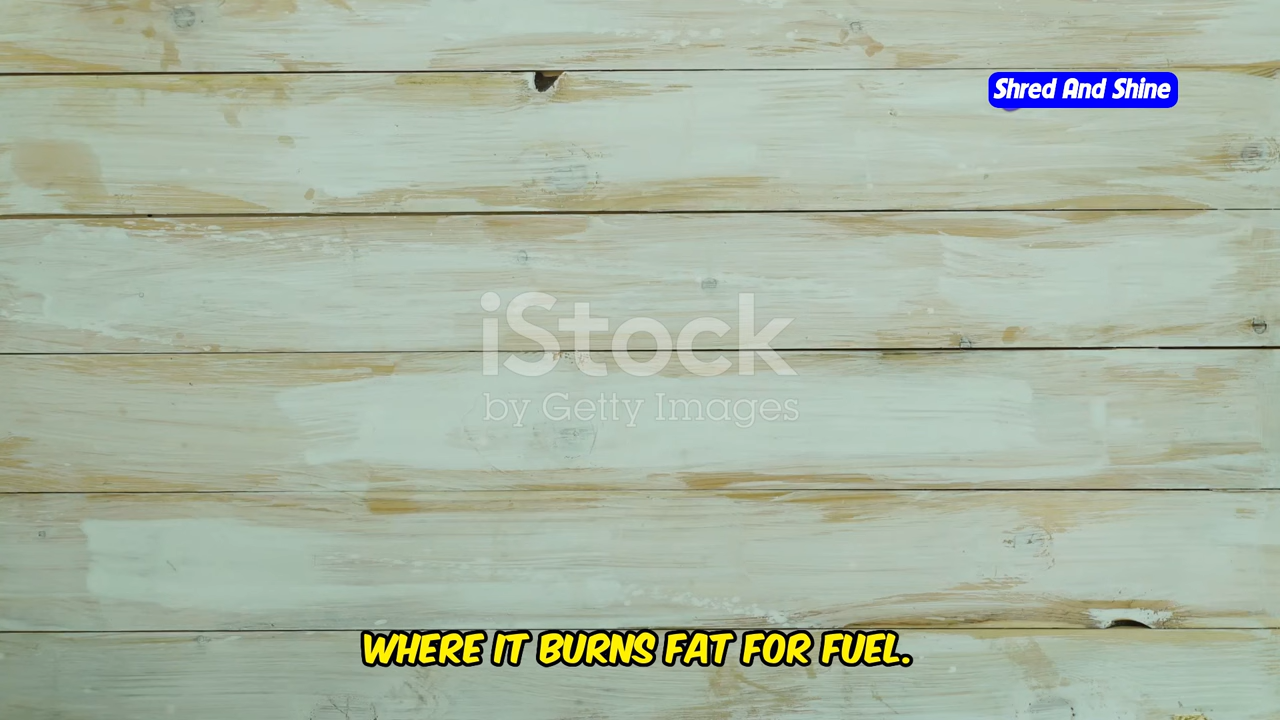 Shred And Shine
iStock
by Getty Images
WHERE IT BURNS FAT FOR FUEL.